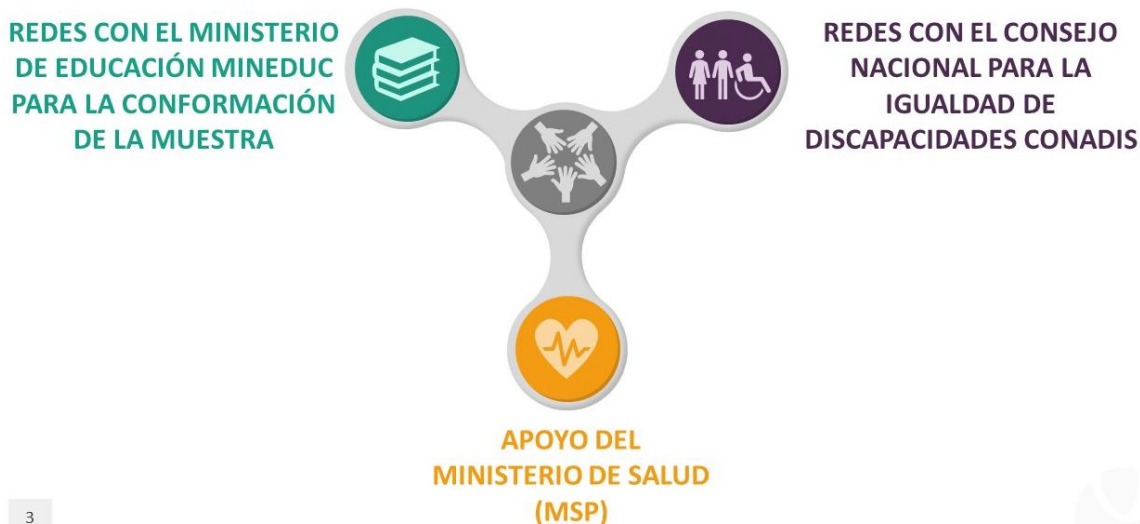 REDES CON EL MINISTERIO
DE EDUCACIÓN MINEDUC
PARA LA CONFORMACIÓN
DE LA MUESTRA
REDES CON EL CONSEJO
NACIONAL PARA LA
IGUALDAD DE
DISCAPACIDADES CONADIS
APOYO DEL
MINISTERIO DE SALUD
(MSP)
3